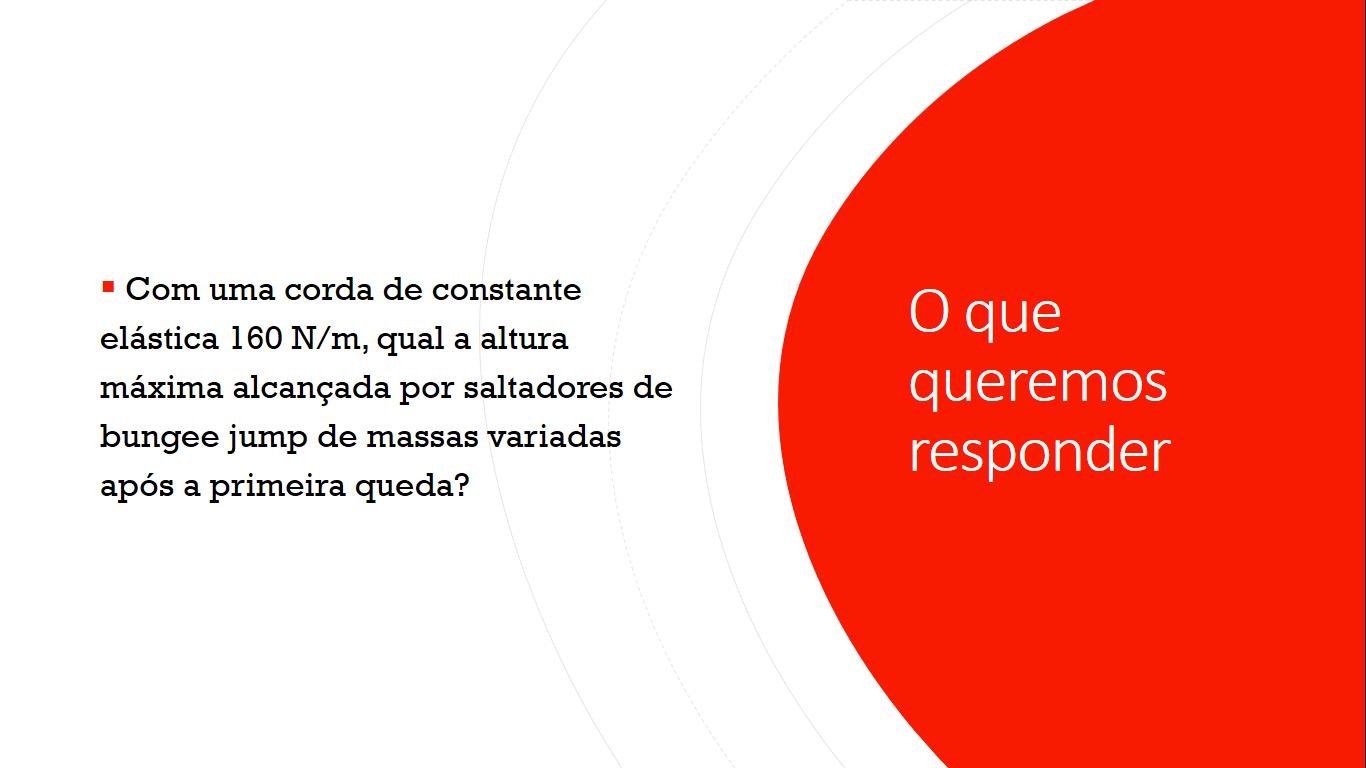 ▪ Com uma corda de constante
elástica 160 N/m, qual a altura
máxima alcançada por saltadores de
bungee jump de massas variadas
após a primeira queda?
O que
queremos
responder